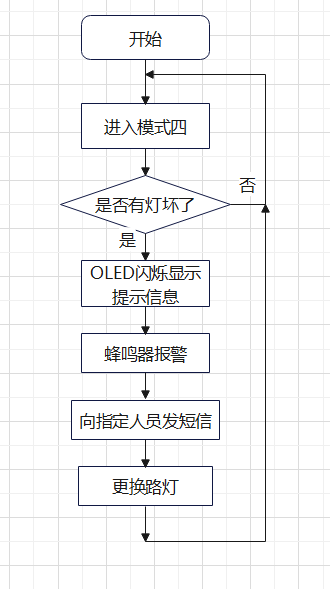 开始
进入模式四
是否有灯坏了
否
是
OLED闪烁显示
提示信息
蜂鸣器报警
向指定人员发短信
更换路灯